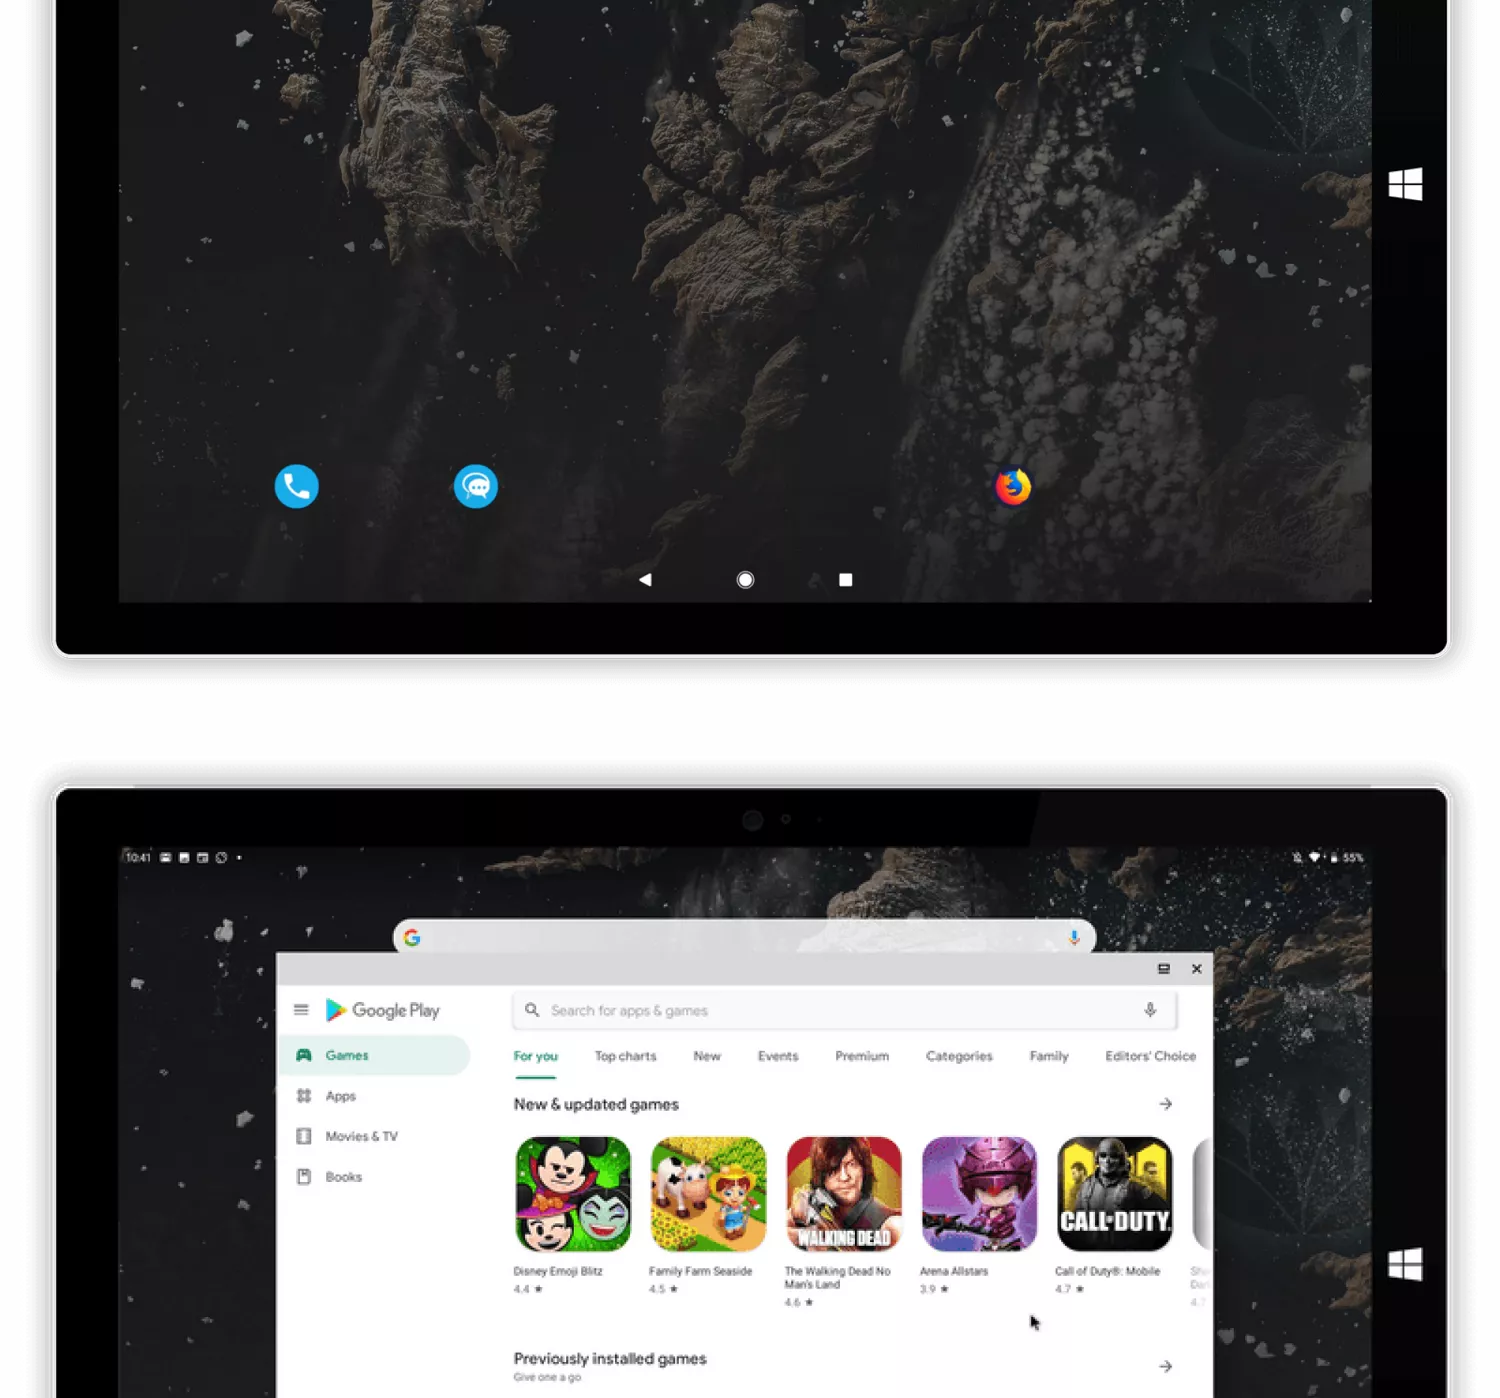 10:41
55%
Google Play
Search for apps & games
Games
Apps
Movies & TV
Books
For you
Top charts
New
Events
Premium
Categories
Family
Editors' Choice
New & updated games
WALKING DEAD
CALL OF DUTY
Disney Emoji Blitz
4.4 ★
Family Farm Seaside
4.5 ★
The Walking Dead No
Man's Land
4.6 ★
Arena Allstars
3.9 ★
Call of Duty®: Mobile
4.7 ★
4.7
Previously installed games
Give one a go